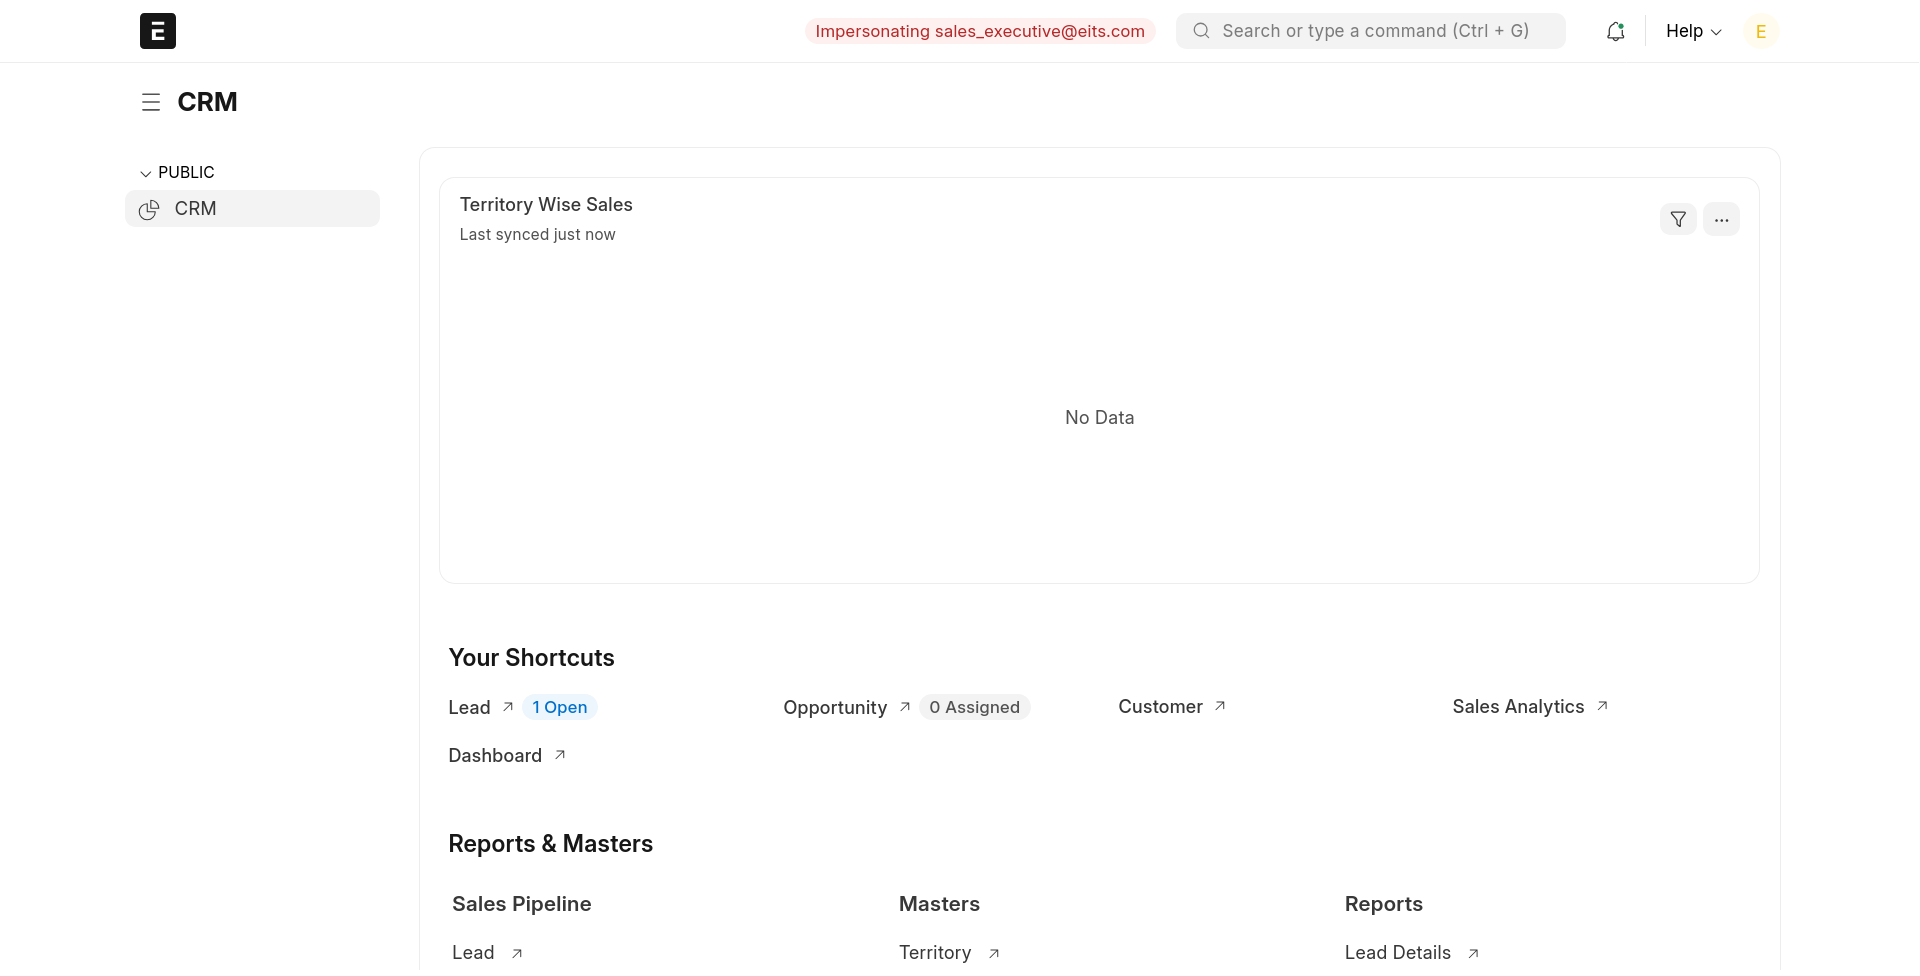 E
Impersonating sales_executive@eits.com
Search or type a command (Ctrl + G)
Help
E
CRM
PUBLIC
CRM
Territory Wise Sales
Last synced just now
No Data
Your Shortcuts
Lead 1 Open
Opportunity 0 Assigned
Customer
Sales Analytics
Dashboard
Reports & Masters
Sales Pipeline
Masters
Reports
Lead
Territory
Lead Details